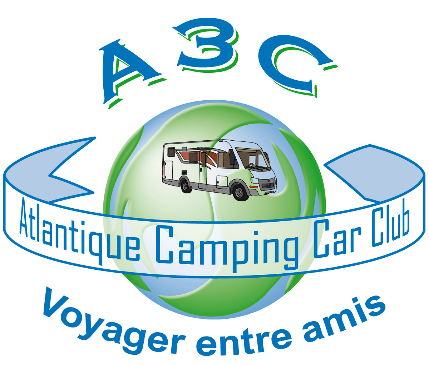 A3C
Atlantique Camping Car Club
Voyager entre amis